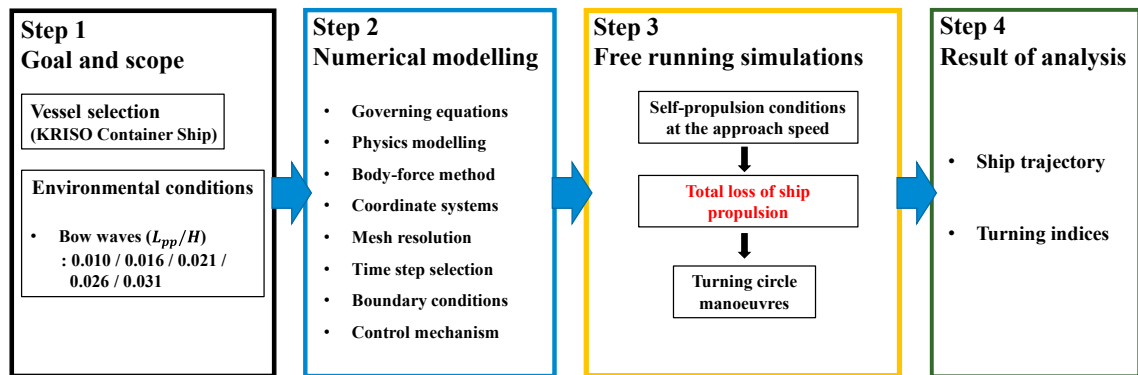 Step 1
Goal and scope
Vessel selection
(KRISO Container Ship)
Environmental conditions
• Bow waves (L_pp/H)
: 0.010 / 0.016 / 0.021 /
0.026 / 0.031
Step 2
Numerical modelling
• Governing equations
• Physics modelling
• Body-force method
• Coordinate systems
• Mesh resolution
• Time step selection
• Boundary conditions
• Control mechanism
Step 3
Free running simulations
Self-propulsion conditions
at the approach speed
Total loss of ship
propulsion
Turning circle
manoeuvres
Step 4
Result of analysis
• Ship trajectory
• Turning indices